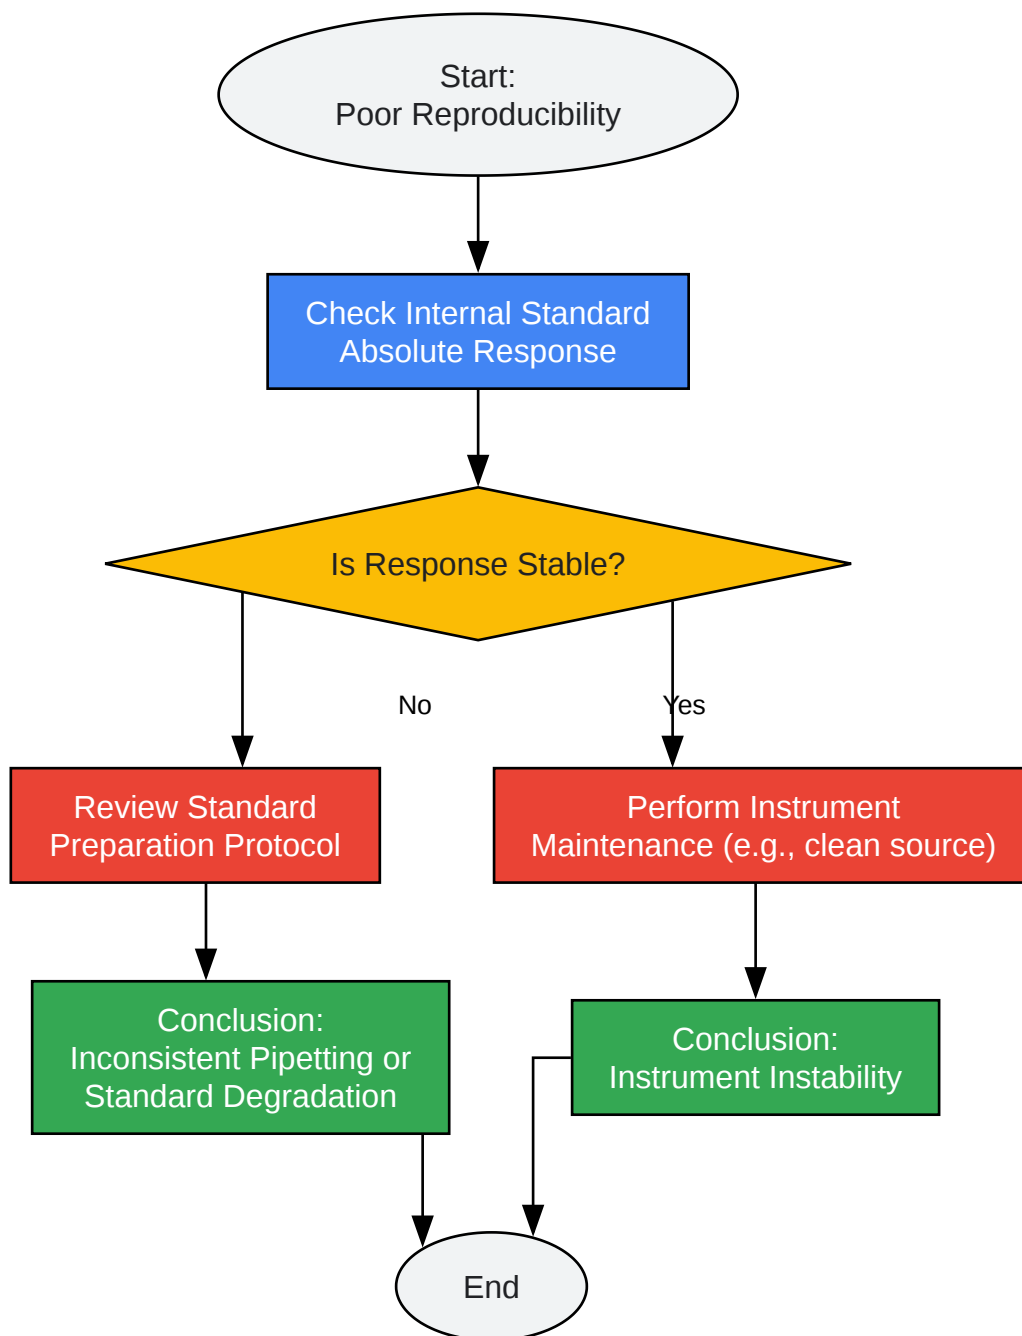 Start:
Poor Reproducibility
Check Internal Standard
Absolute Response
Is Response Stable?
No
Yes
Review Standard
Preparation Protocol
Perform Instrument
Maintenance (e.g., clean source)
Conclusion:
Inconsistent Pipetting or
Standard Degradation
Conclusion:
Instrument Instability
End